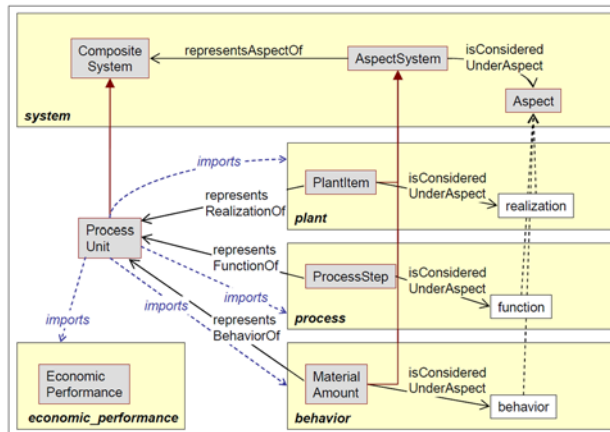 Composite
System
representsAspectOf
AspectSystem
isConsidered
UnderAspect
Aspect
system
imports
represents
RealizationOf
PlantItem
isConsidered
UnderAspect
realization
plant
Process
Unit
represents
FunctionOf
ProcessStep
isConsidered
UnderAspect
imports
function
process
imports
imports
represents
BehaviorOf
Economic
Performance
economic_performance
Material
Amount
isConsidered
UnderAspect
behavior
behavior